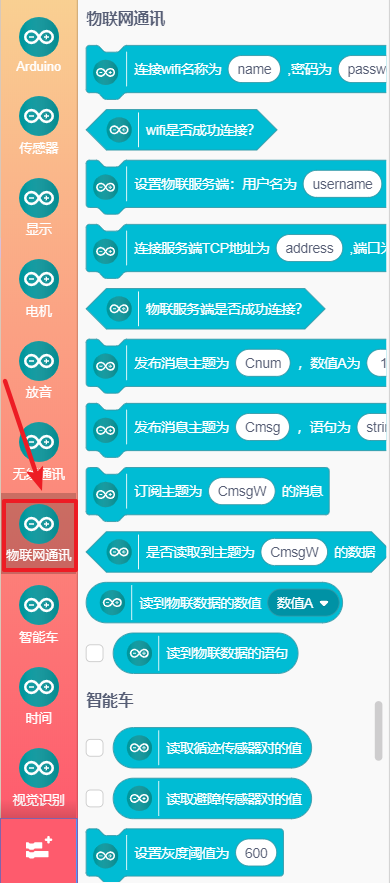 Arduino
传感器
显示
电机
放音
通讯
物联网通讯
智能车
时间
视觉识别
物联网通讯
连接wifi名称为 name ,密码为 passw
wifi是否成功连接?
设置物联服务端：用户名为 username
连接服务端TCP地址为 address ,端口
物联服务端是否成功连接?
发布消息主题为 Cnum ，数值A为 1
发布消息主题为 Cmsg ，语句为 strin
订阅主题为 CmsgW 的消息
是否读取到主题为 CmsgW 的数据
读到物联数据的数值 数值A
读到物联数据的语句
智能车
读取循迹传感器对的值
读取避障传感器对的值
设置灰度阈值为 600